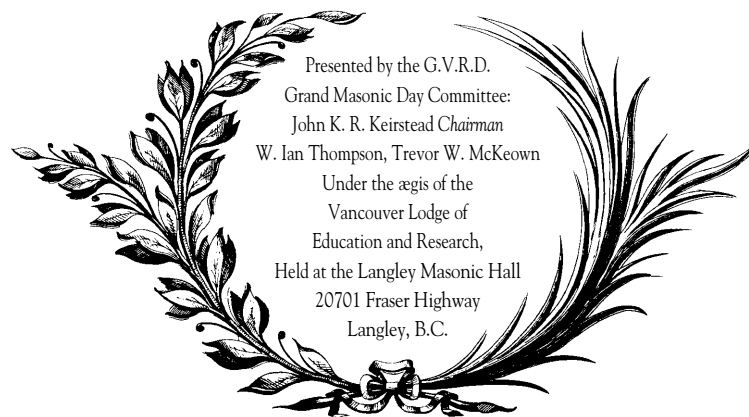 Presented by the G.V.R.D.
Grand Masonic Day Committee:
John K. R. Keirstead Chairman
W. Ian Thompson, Trevor W. McKeown
Under the ægis of the
Vancouver Lodge of
Education and Research,
Held at the Langley Masonic Hall
20701 Fraser Highway
Langley, B.C.